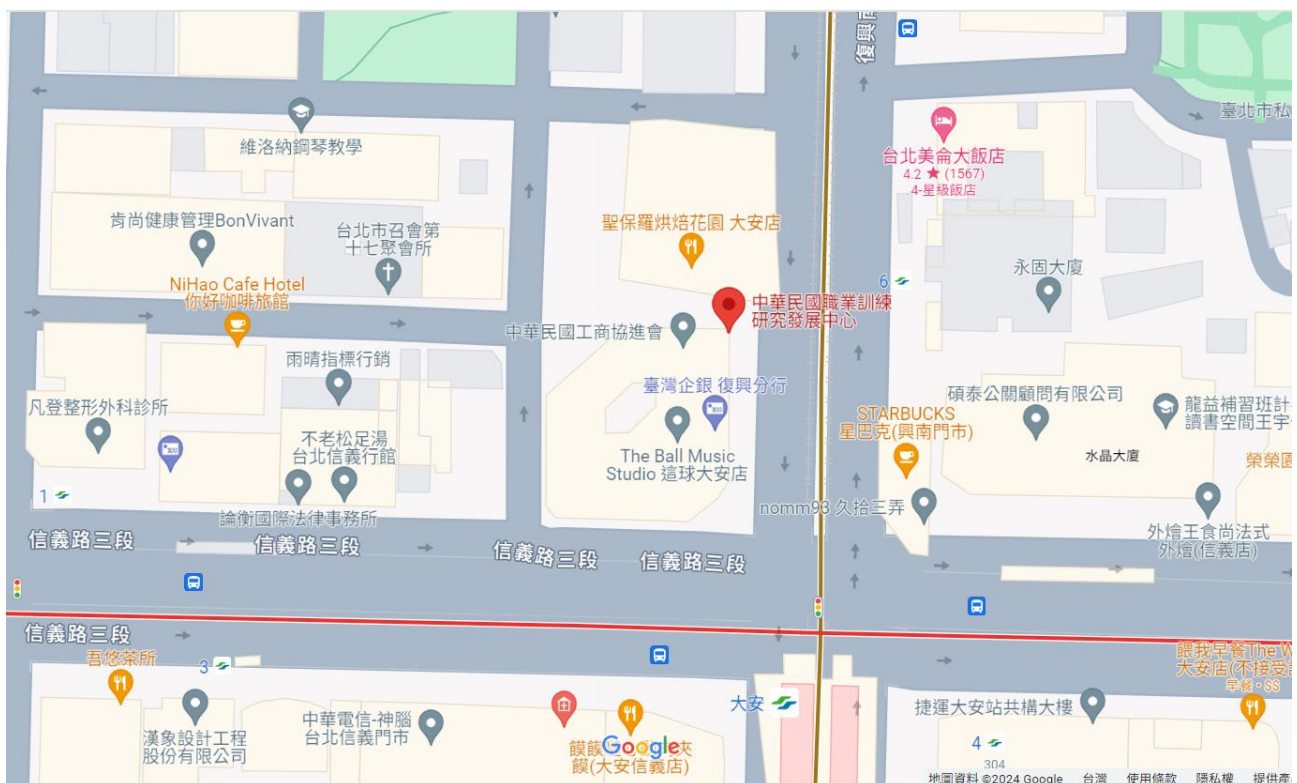 復興南
臺北市私
維洛納鋼琴教學
台北美侖大飯店
4.2 ★ (1567)
4-星級飯店
肯尚健康管理BonVivant
台北市召會第
十七聚會所
聖保羅烘焙花園 大安店
6
永固大廈
NiHao Cafe Hotel
你好咖啡旅館
中華民國職業訓練
研究發展中心
中華民國工商協進會
雨晴指標行銷
臺灣企銀 復興分行
凡登整形外科診所
碩泰公關顧問有限公司
龍益補習班計
讀書空間王宇
STARBUCKS
星巴克(興南門市)
不老松足湯
台北信義行館
The Ball Music
Studio 這球大安店
水晶大廈
榮榮園
1
論衡國際法律事務所
nomm93 久拾三弄
外燴王食尚法式
外燴(信義店)
信義路三段
信義路三段
信義路三段
信義路三段
信義路三段
吾悠茶所
3
餵我早餐The W
大安店(不接受
早餐・$$
大安
捷運大安站共構大樓
漢象設計工程
股份有限公司
中華電信-神腦
台北信義門市
饃饃
Google
夾
饃(大安信義店)
4
304
地圖資料 ©2024 Google
台灣
使用條款
隱私權
提供產